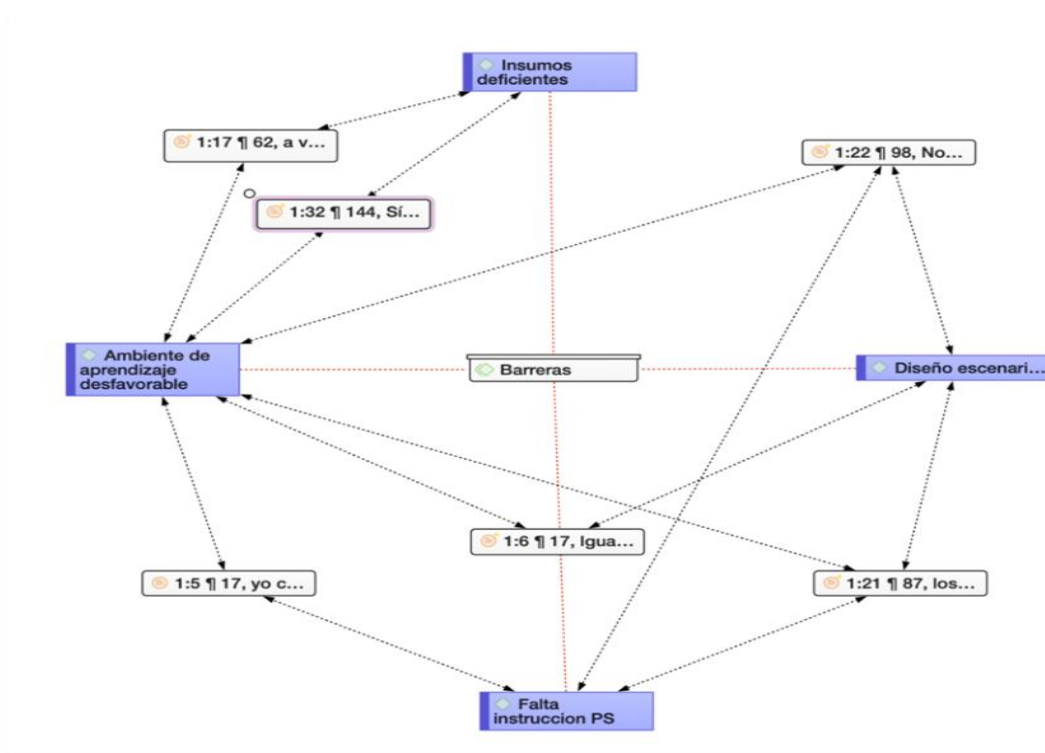 Insumos
deficientes
1:17 ¶ 62, a v...
1:22 ¶ 98, No...
1:32 ¶ 144, Sí...
Ambiente de
aprendizaje
desfavorable
Barreras
Diseño escenari...
1:6 ¶ 17, Igua...
1:5 ¶ 17, yo c...
1:21 ¶ 87, los...
Falta
instruccion PS